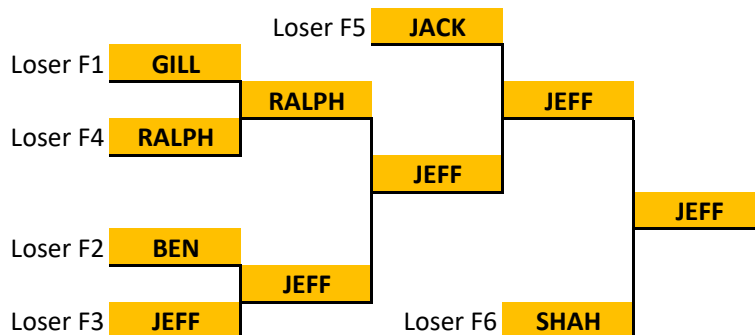 Loser F5 JACK
Loser F1 GILL
RALPH JEFF
Loser F4 RALPH
JEFF
JEFF
Loser F2 BEN
JEFF
Loser F3 JEFF Loser F6 SHAH